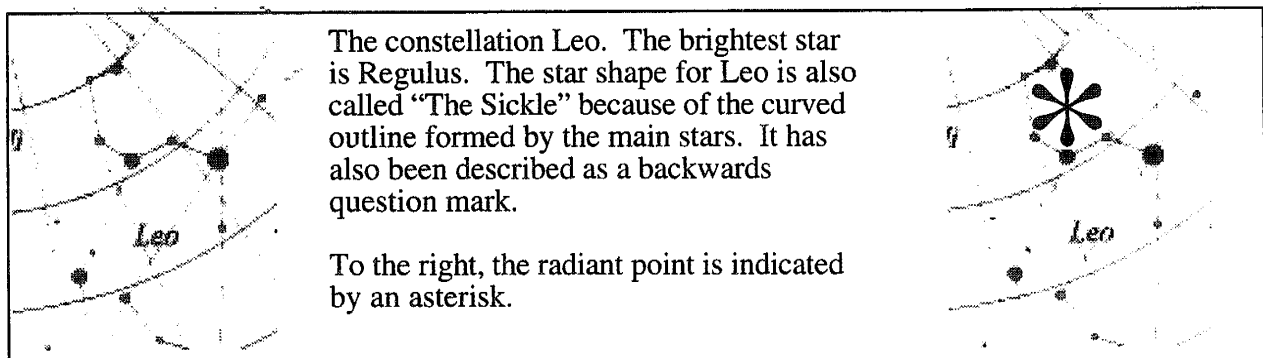 The constellation Leo. The brightest star
is Regulus. The star shape for Leo is also
called “The Sickle” because of the curved
outline formed by the main stars. It has
also been described as a backwards
question mark.
To the right, the radiant point is indicated
by an asterisk.
Leo
Leo